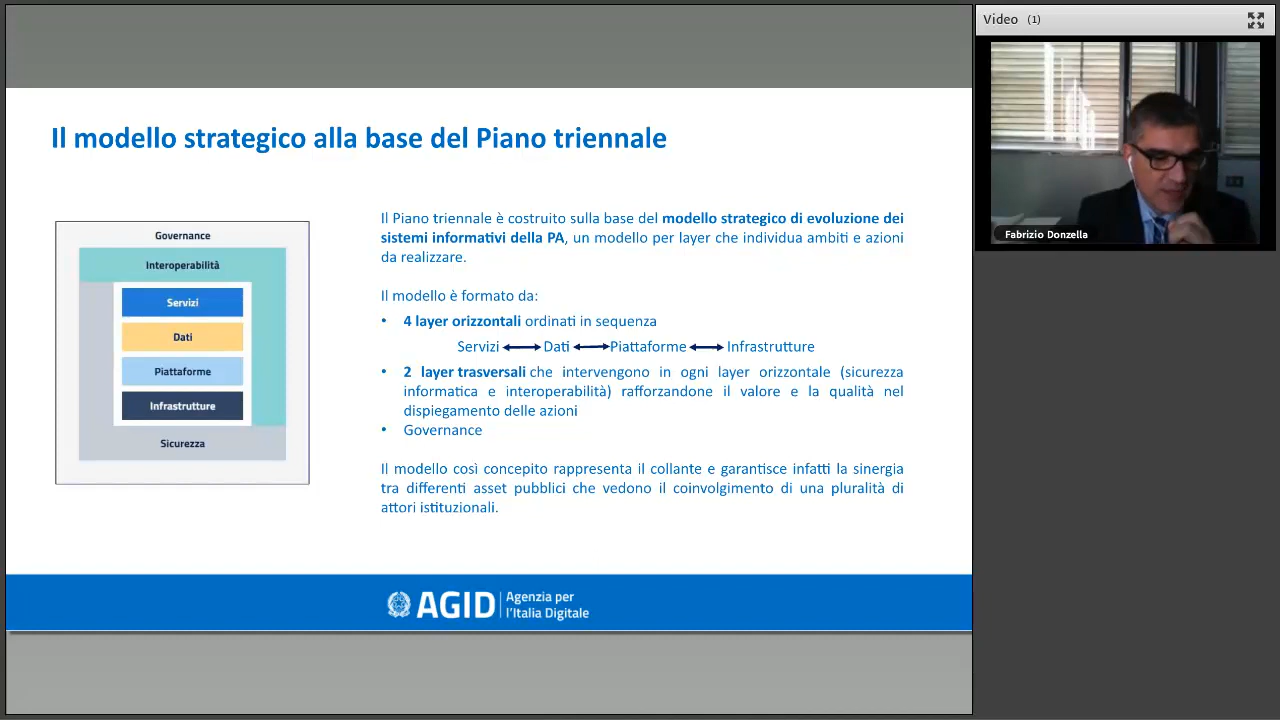 Video (1)
Fabrizio Donzella
Il modello strategico alla base del Piano triennale
Governance
Interoperabilità
Servizi
Dati
Piattaforme
Infrastrutture
Sicurezza
Il Piano triennale è costruito sulla base del modello strategico di evoluzione dei
sistemi informativi della PA, un modello per layer che individua ambiti e azioni
da realizzare.
Il modello è formato da:
• 4 layer orizzontali ordinati in sequenza
Servizi Dati Piattaforme Infrastrutture
• 2 layer trasversali che intervengono in ogni layer orizzontale (sicurezza
informatica e interoperabilità) rafforzandone il valore e la qualità nel
dispiegamento delle azioni
• Governance
Il modello così concepito rappresenta il collante e garantisce infatti la sinergia
tra differenti asset pubblici che vedono il coinvolgimento di una pluralità di
attori istituzionali.
AGID Agenzia per
l'Italia Digitale